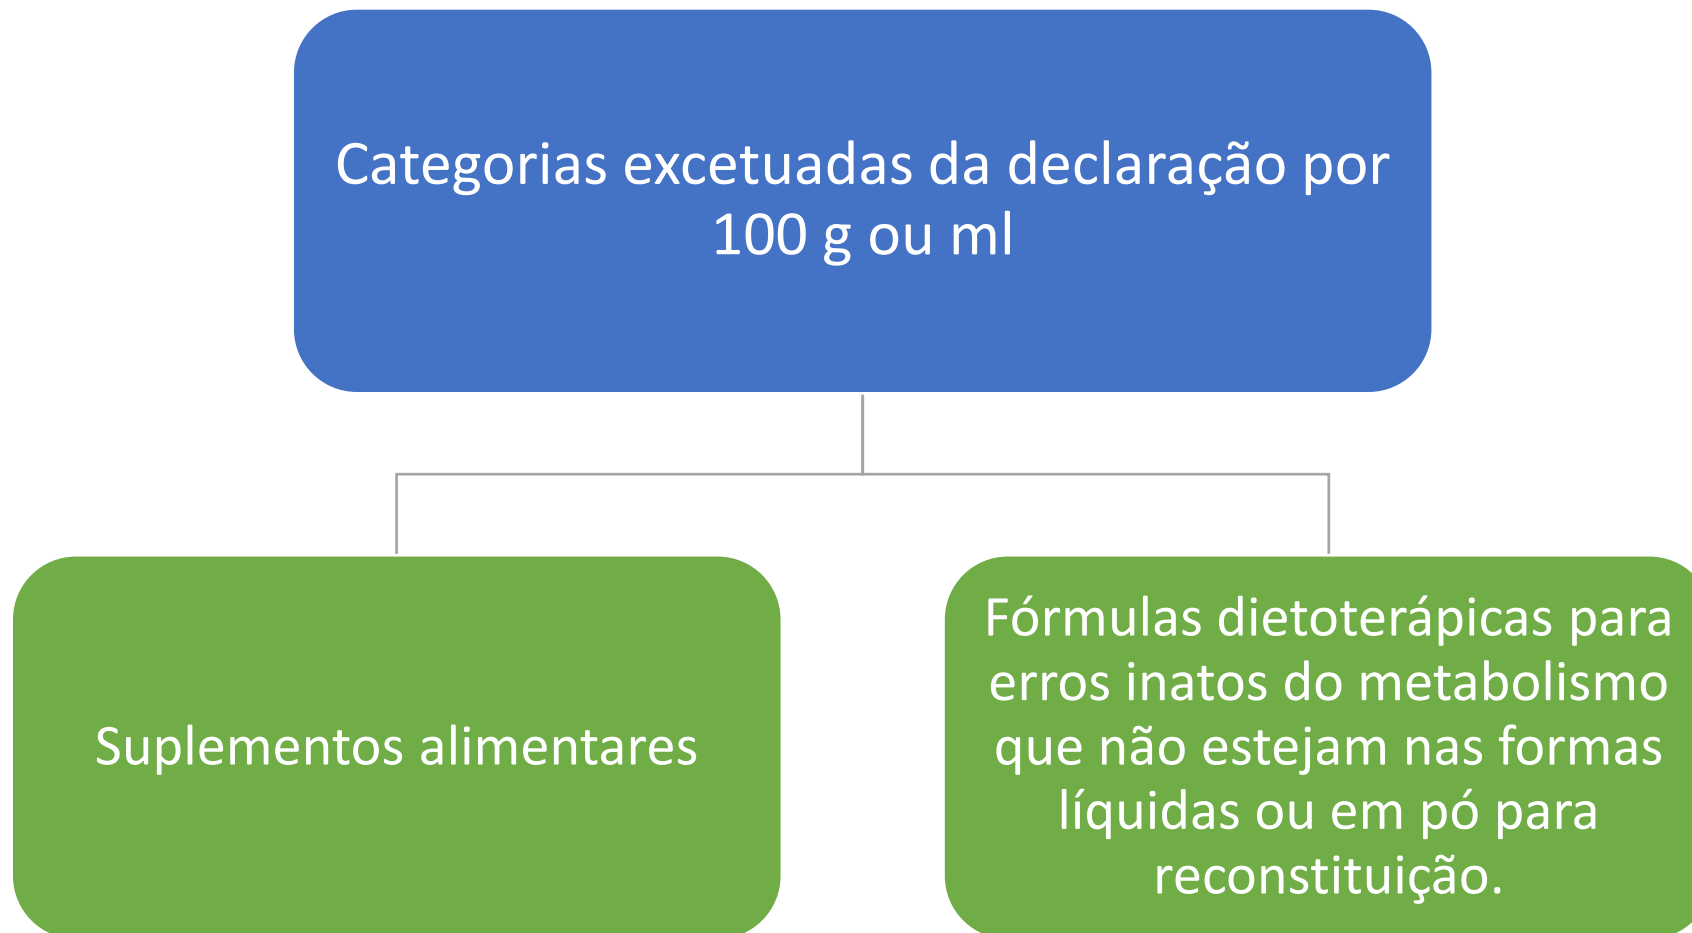 Categorias excetuadas da declaração por
100 g ou ml
Suplementos alimentares
Fórmulas dietoterápicas para
erros inatos do metabolismo
que não estejam nas formas
líquidas ou em pó para
reconstituição.